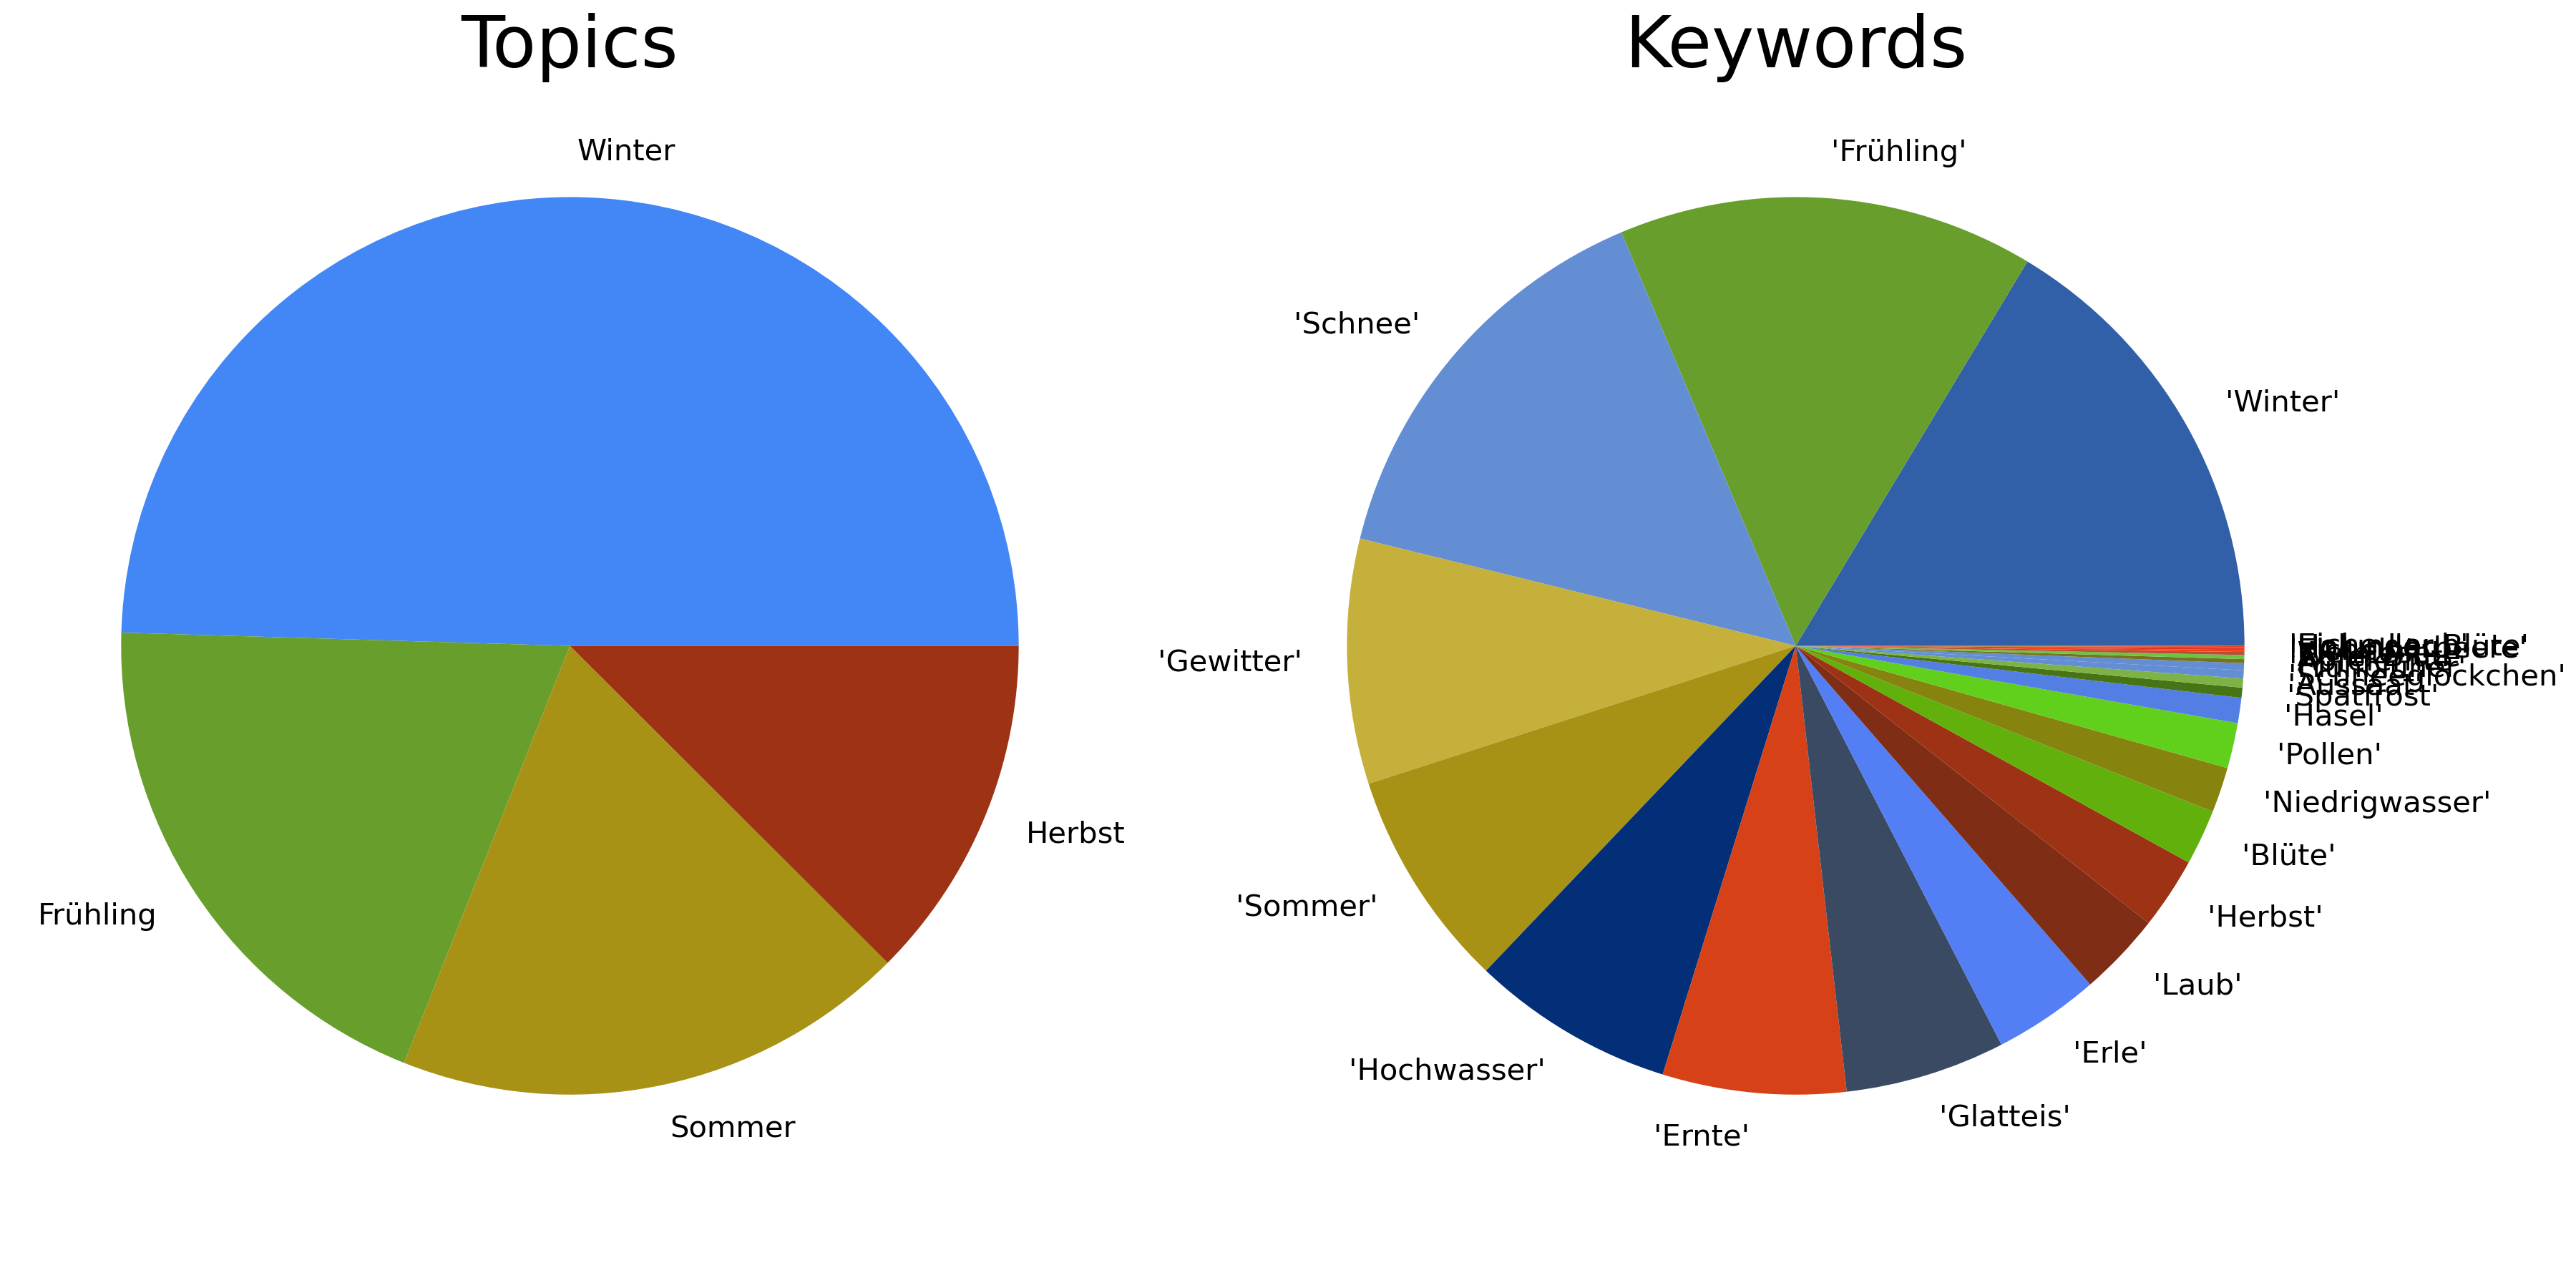 Topics
Keywords
Winter
Frühling
Sommer
Herbst
'Winter'
'Frühling'
'Schnee'
'Gewitter'
'Sommer'
'Hochwasser'
'Ernte'
'Glatteis'
'Erle'
'Laub'
'Herbst'
'Blüte'
'Niedrigwasser'
'Pollen'
'Hasel'
'Spätfrost'
'Aussaat'
'Schneeglöckchen'